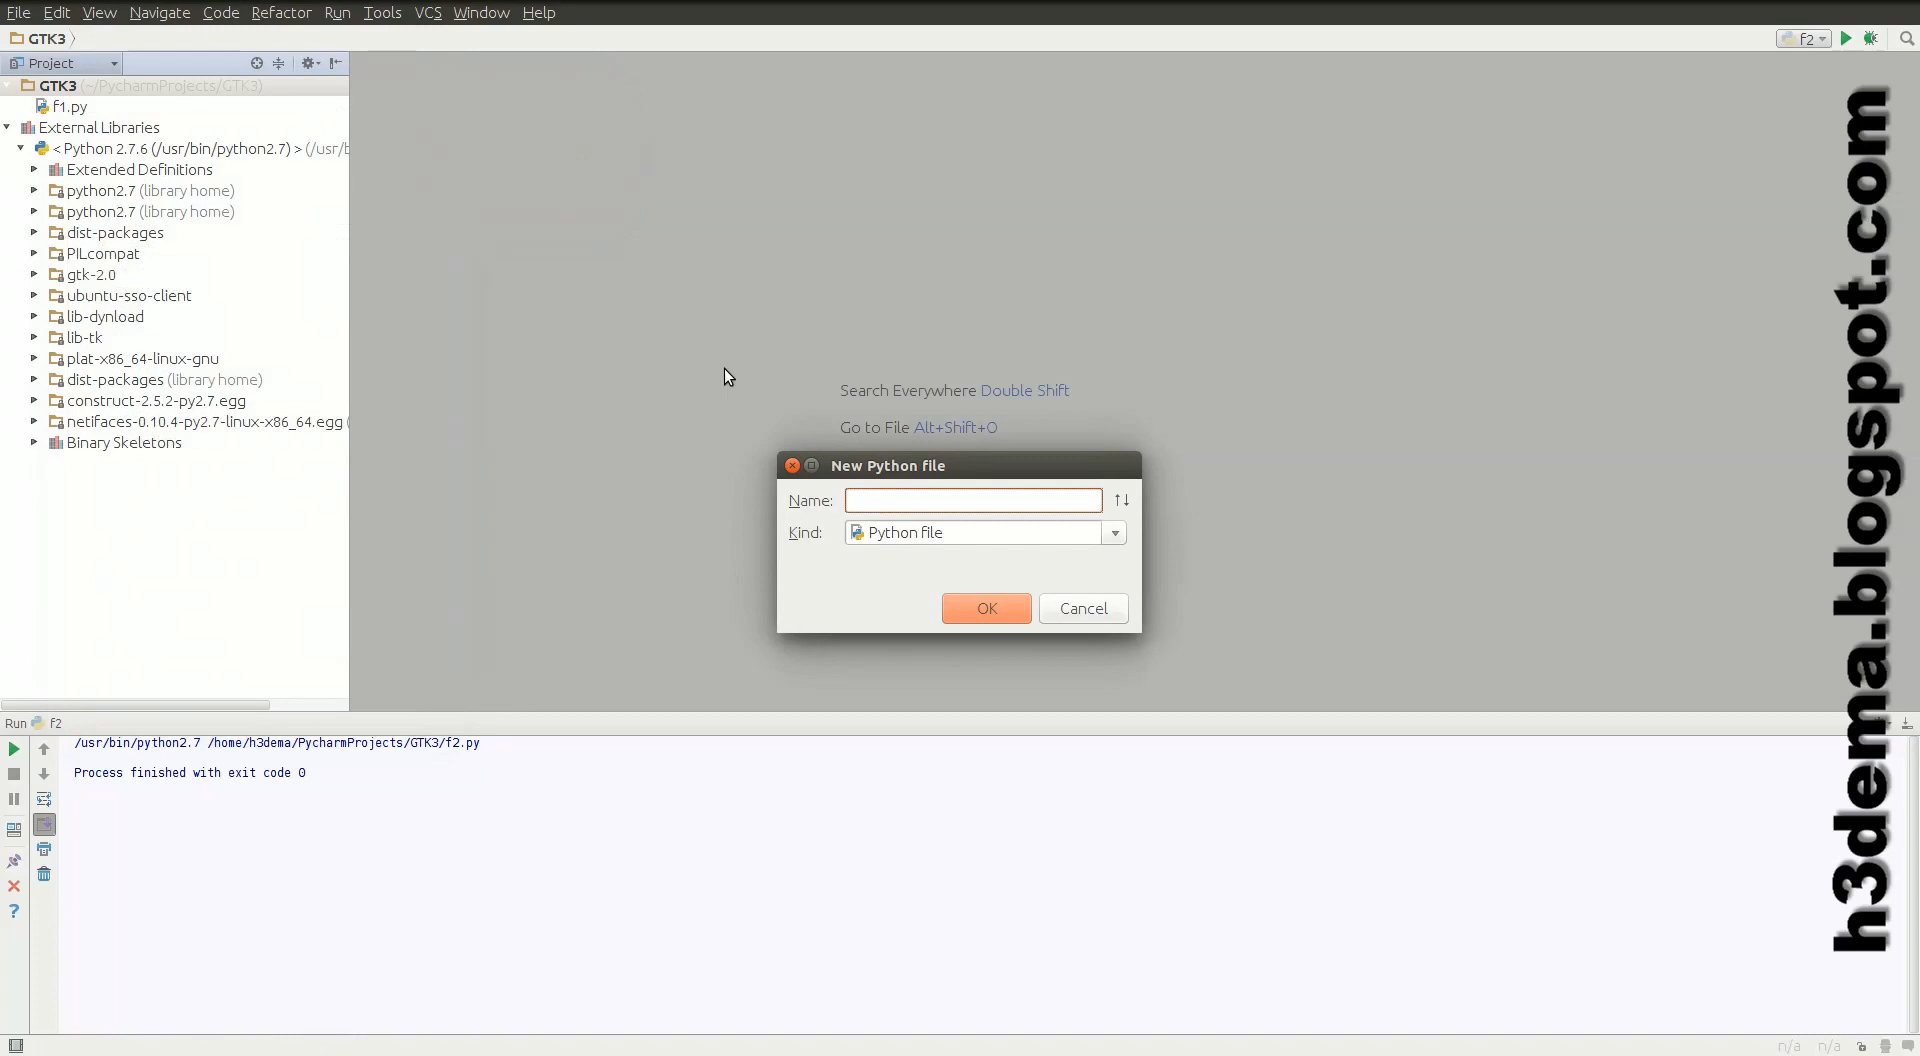 File Edit View Navigate Code Refactor Run Tools VCS Window Help
GTK3
f2
Project
GTK3 (~/PycharmProjects/GTK3)
f1.py
External Libraries
< Python 2.7.6 (/usr/bin/python2.7) > (/usr/b
Extended Definitions
python2.7 (library home)
python2.7 (library home)
dist-packages
PILcompat
gtk-2.0
ubuntu-sso-client
lib-dynload
lib-tk
plat-x86_64-linux-gnu
dist-packages (library home)
construct-2.5.2-py2.7.egg
netifaces-0.10.4-py2.7-linux-x86_64.egg (
Binary Skeletons
Search Everywhere Double Shift
Go to File Alt+Shift+O
New Python file
Name:
Kind: Python file
OK Cancel
h3dema.blogspot.com
Run f2
/usr/bin/python2.7 /home/h3dema/PycharmProjects/GTK3/f2.py
Process finished with exit code 0
n/a n/a